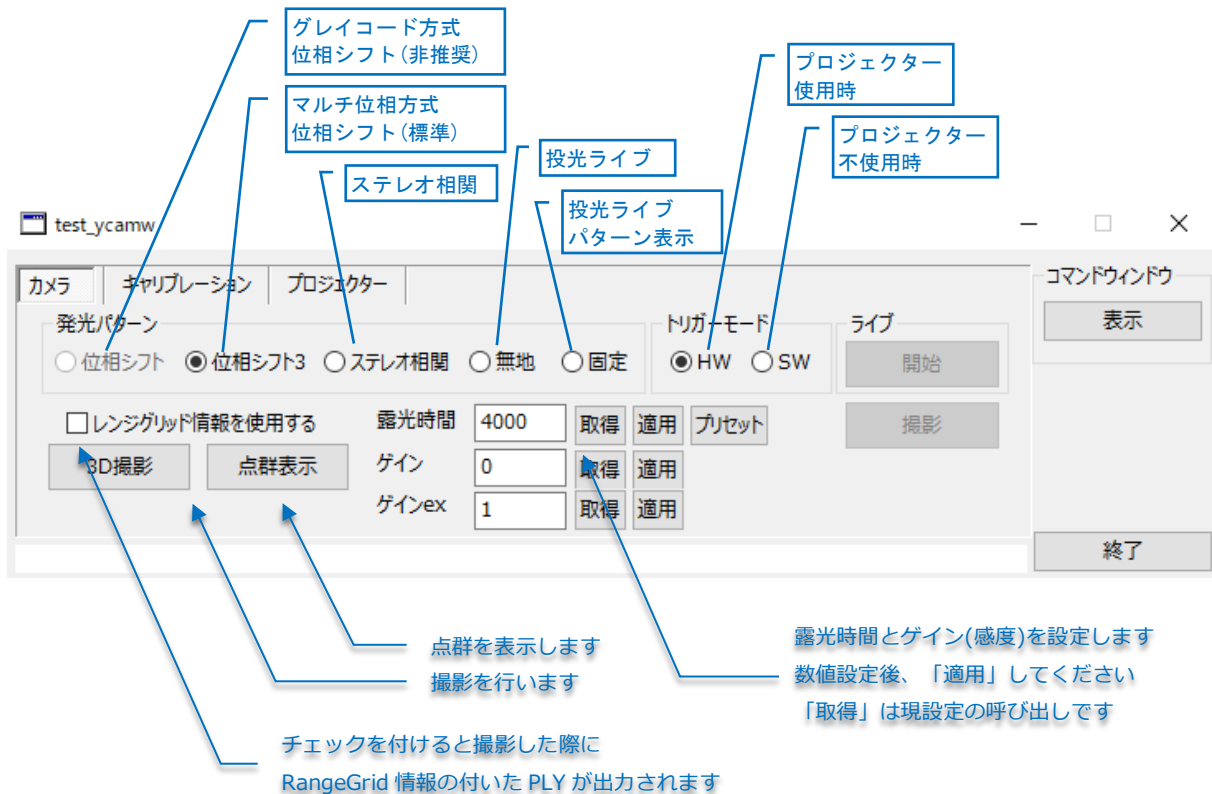 グレイコード方式
位相シフト(非推奨)
マルチ位相方式
位相シフト(標準)
ステレオ相関
投光ライブ
投光ライブ
パターン表示
プロジェクター
使用時
プロジェクター
不使用時
test_ycamw
カメラ キャリブレーション プロジェクター
コマンドウィンドウ
表示
発光パターン トリガーモード ライブ
位相シフト 位相シフト3 ステレオ相関 無地 固定 HW SW 開始
レンジグリッド情報を使用する 露光時間 4000 取得 適用 プリセット 撮影
3D撮影 点群表示 ゲイン 0 取得 適用
ゲインex 1 取得 適用
終了
点群を表示します
撮影を行います
チェックを付けると撮影した際に
RangeGrid 情報の付いた PLY が出力されます
露光時間とゲイン(感度)を設定します
数値設定後、「適用」してください
「取得」は現設定の呼び出しです